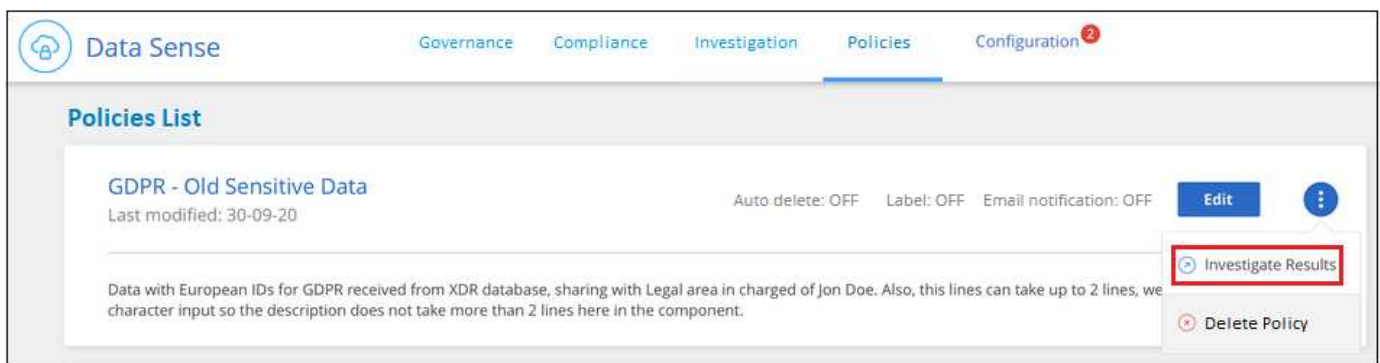 Data Sense Governance Compliance Investigation Policies Configuration 2
Policies List
GDPR - Old Sensitive Data
Last modified: 30-09-20
Auto delete: OFF Label: OFF Email notification: OFF Edit
Investigate Results
Data with European IDs for GDPR received from XDR database, sharing with Legal area in charged of Jon Doe. Also, this lines can take up to 2 lines, we
character input so the description does not take more than 2 lines here in the component.
Delete Policy